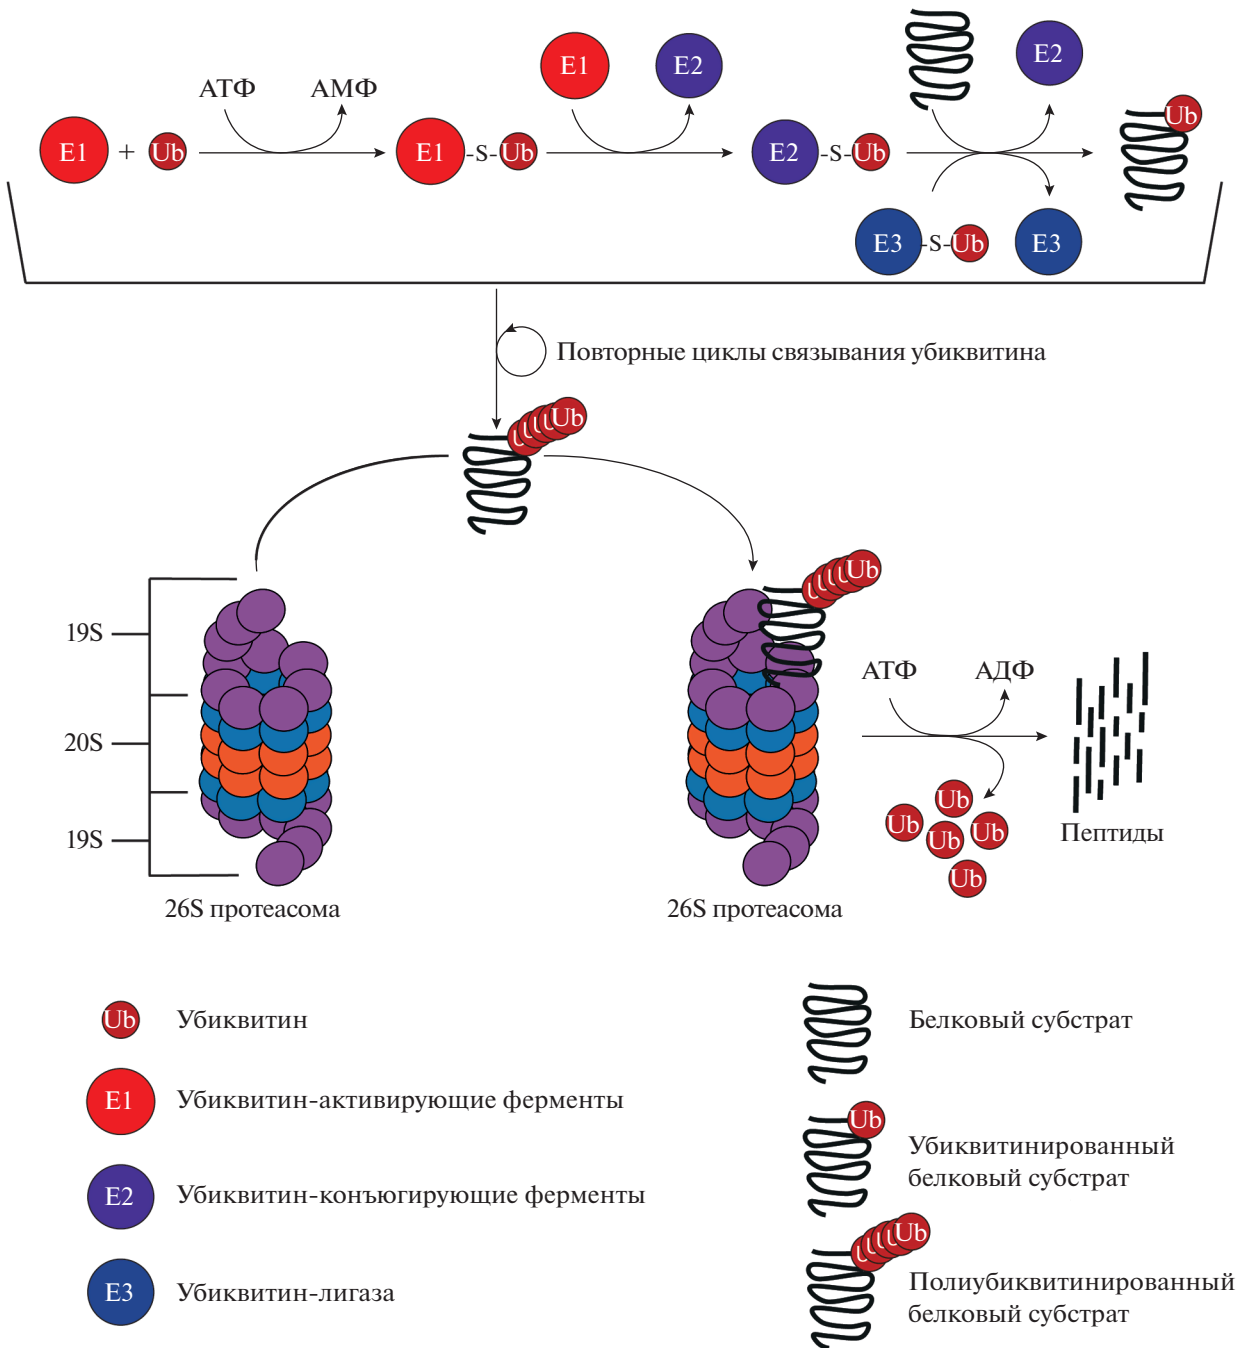 АТФ
АМФ
E1
E2
E2
E1
+
Ub
E1
-S-
Ub
E2
-S-
Ub
Ub
E3
-S-
Ub
E3
Повторные циклы связывания убиквитина
U
U
U
U
Ub
U
U
U
U
Ub
19S
20S
19S
АТФ
АДФ
Ub
Ub
Ub
Ub
Ub
Пептиды
26S протеасома
26S протеасома
Ub
Убиквитин
Белковый субстрат
E1
Убиквитин-активирующие ферменты
Ub
Убиквитинированный
белковый субстрат
E2
Убиквитин-конъюгирующие ферменты
U
U
U
U
Ub
Полиубиквитинированный
белковый субстрат
E3
Убиквитин-лигаза